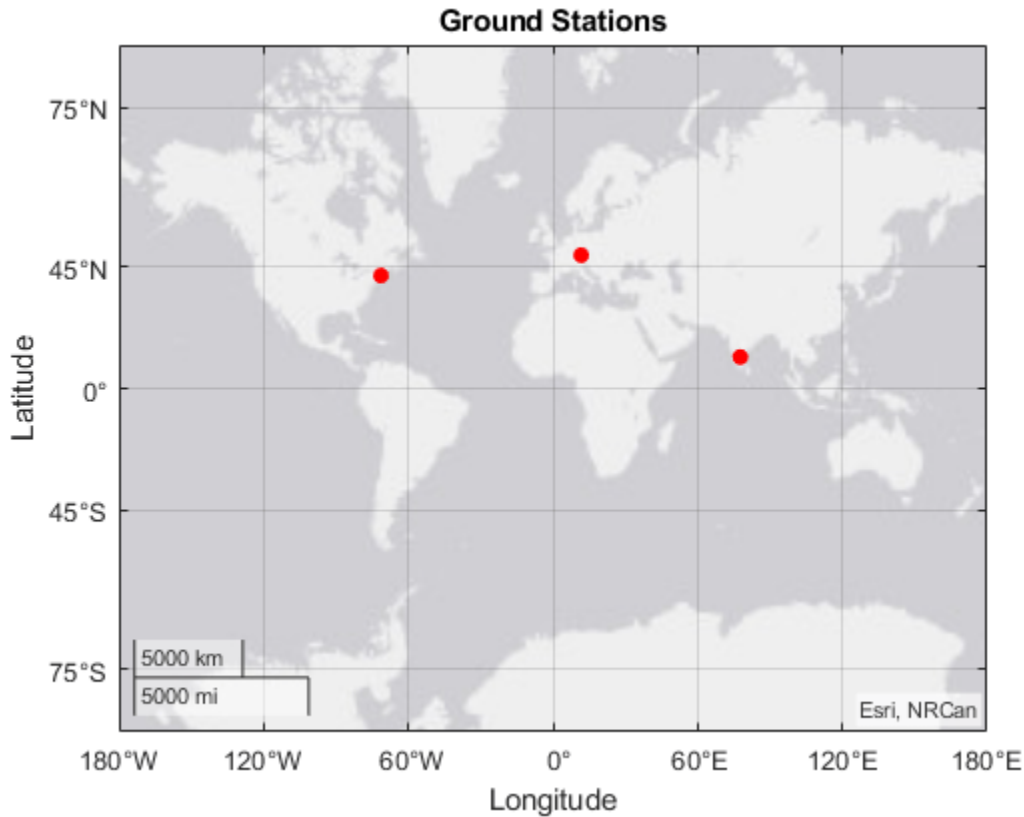 Ground Stations
75°N
45°N
0°
45°S
75°S
Latitude
5000 km
5000 mi
Esri, NRCan
180°W 120°W 60°W 0° 60°E 120°E 180°E
Longitude